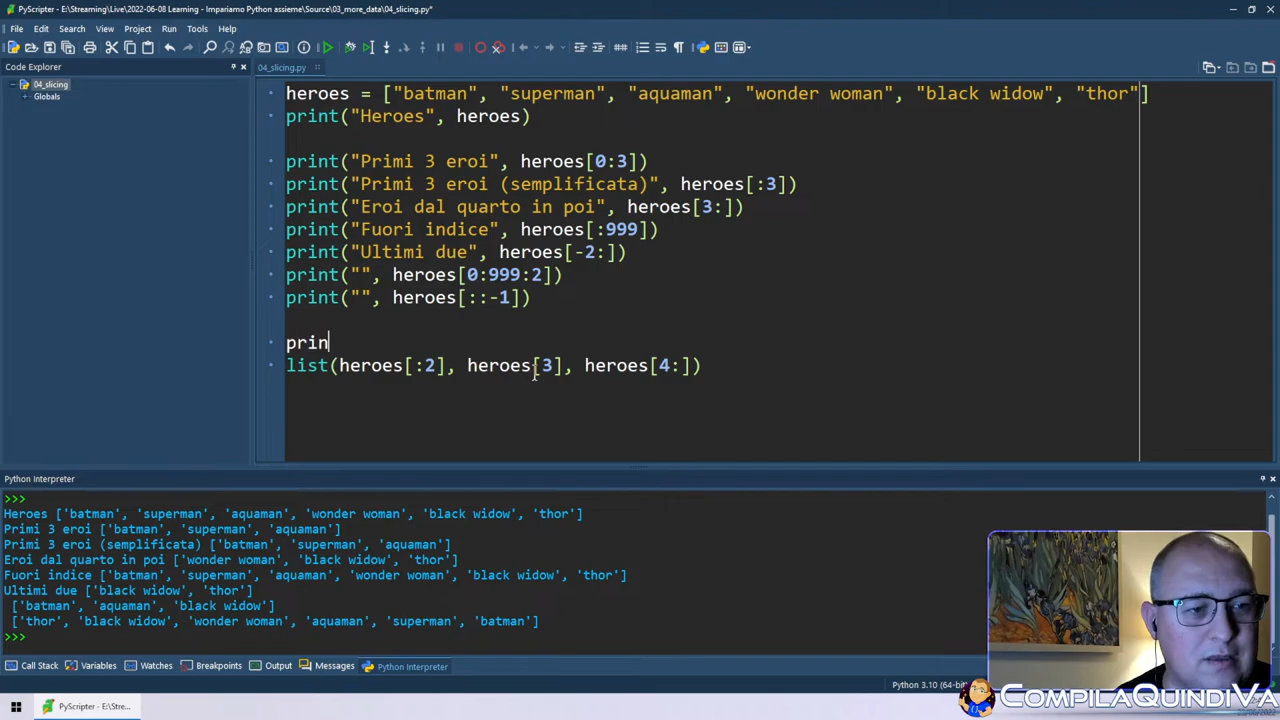 PyScripter - E:\Streaming\Live\2022-06-08 Learning - Impariamo Python assieme\Source\03_more_data\04_slicing.py*
File Edit Search View Project Run Tools Help
Code Explorer
04_slicing
Globals
04_slicing.py
heroes = ["batman", "superman", "aquaman", "wonder woman", "black widow", "thor"]
print("Heroes", heroes)
print("Primi 3 eroi", heroes[0:3])
print("Primi 3 eroi (semplificata)", heroes[:3])
print("Eroi dal quarto in poi", heroes[3:])
print("Fuori indice", heroes[:999])
print("Ultimi due", heroes[-2:])
print("", heroes[0:999:2])
print("", heroes[::-1])
prin
list(heroes[:2], heroes[3], heroes[4:])
Python Interpreter
>>>
Heroes ['batman', 'superman', 'aquaman', 'wonder woman', 'black widow', 'thor']
Primi 3 eroi ['batman', 'superman', 'aquaman']
Primi 3 eroi (semplificata) ['batman', 'superman', 'aquaman']
Eroi dal quarto in poi ['wonder woman', 'black widow', 'thor']
Fuori indice ['batman', 'superman', 'aquaman', 'wonder woman', 'black widow', 'thor']
Ultimi due ['black widow', 'thor']
['batman', 'aquaman', 'black widow']
['thor', 'black widow', 'wonder woman', 'aquaman', 'superman', 'batman']
>>>
Call Stack Variables Watches Breakpoints Output Messages Python Interpreter
Python 3.10 (64-bit)
PyScripter - E:\Stre...
CompilaQuindiVa